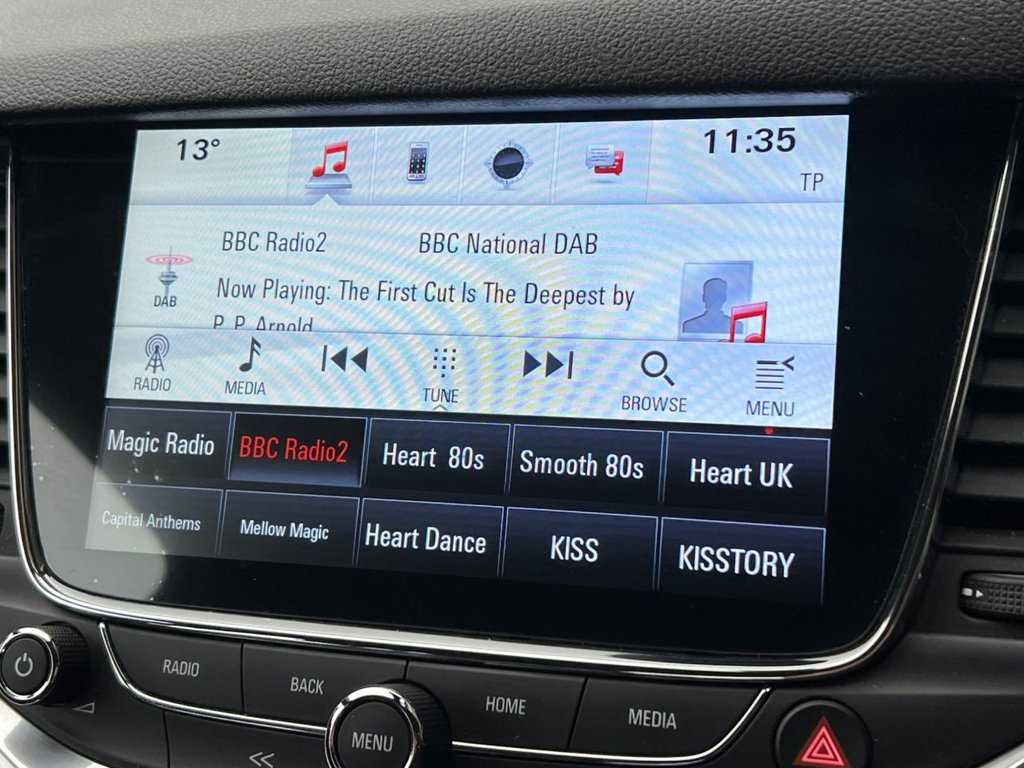 13° 11:35
TP
BBC Radio2 BBC National DAB
DAB
Now Playing: The First Cut Is The Deepest by
P. P. Arnold
RADIO MEDIA TUNE BROWSE MENU
Magic Radio BBC Radio2 Heart 80s Smooth 80s Heart UK
Capital Anthems Mellow Magic Heart Dance KISS KISSTORY
RADIO BACK HOME MEDIA
MENU